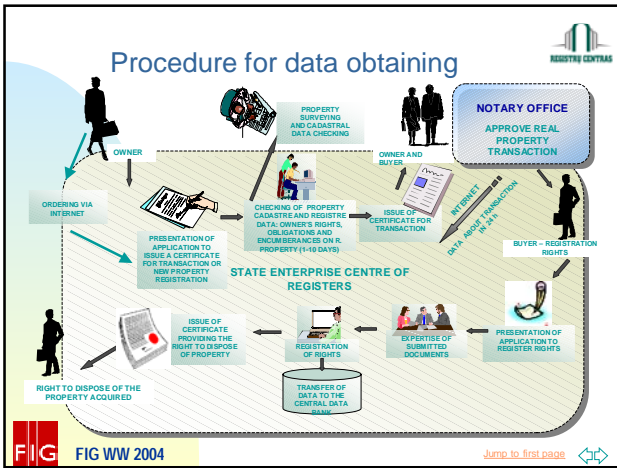 Procedure for data obtaining
REGISTRU CENTRAS
NOTARY OFFICE
APPROVE REAL
PROPERTY
TRANSACTION
PROPERTY
SURVEYING
AND CADASTRAL
DATA CHECKING
OWNER
OWNER AND
BUYER
ORDERING VIA
INTERNET
PRESENTATION OF
APPLICATION TO
ISSUE A CERTIFICATE
FOR TRANSACTION OR
NEW PROPERTY
REGISTRATION
CHECKING OF PROPERTY
CADASTRE AND REGISTRE
DATA: OWNER'S RIGHTS,
OBLIGATIONS AND
ENCUMBERANCES ON R.
PROPERTY (1-10 DAYS)
ISSUE OF
CERTIFICATE FOR
TRANSACTION
INTERNET
DATA ABOUT TRANSACTION
IN 24 h
BUYER – REGISTRATION
RIGHTS
STATE ENTERPRISE CENTRE OF
REGISTERS
PRESENTATION OF
APPLICATION TO
REGISTER RIGHTS
EXPERTISE OF
SUBMITTED
DOCUMENTS
REGISTRATION
OF RIGHTS
TRANSFER OF
DATA TO THE
CENTRAL DATA
BANK
ISSUE OF
CERTIFICATE
PROVIDING THE
RIGHT TO DISPOSE
OF PROPERTY
RIGHT TO DISPOSE OF THE
PROPERTY ACQUIRED
FIG
FIG WW 2004
Jump to first page